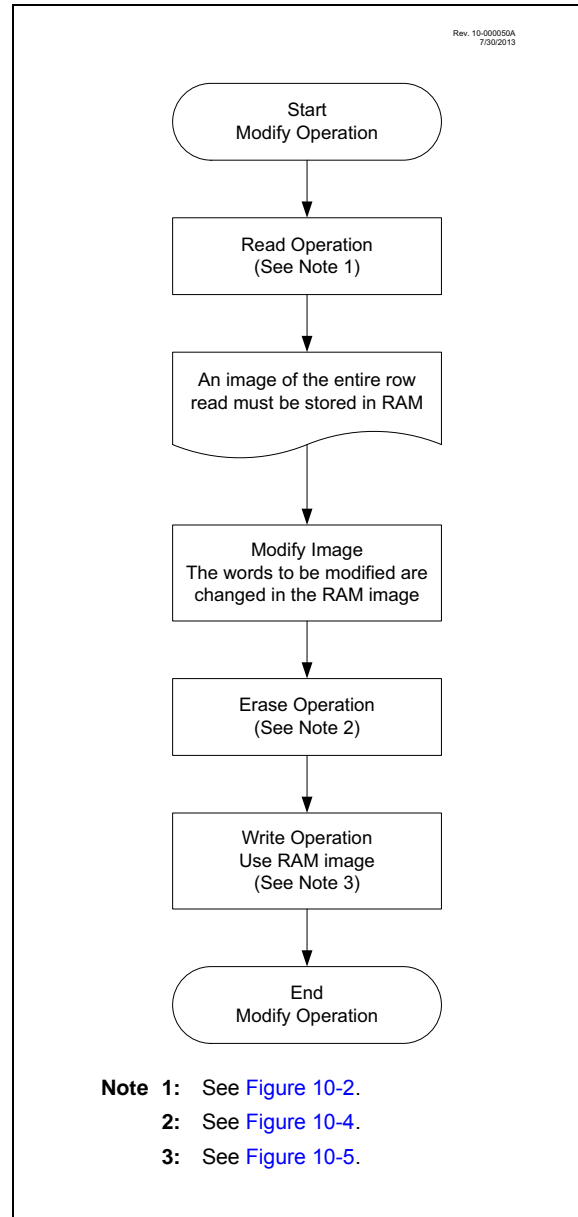 Rev. 10-000050A
7/30/2013
Start
Modify Operation
Read Operation
(See Note 1)
An image of the entire row
read must be stored in RAM
Modify Image
The words to be modified are
changed in the RAM image
Erase Operation
(See Note 2)
Write Operation
Use RAM image
(See Note 3)
End
Modify Operation
Note 1: See Figure 10-2.
2: See Figure 10-4.
3: See Figure 10-5.